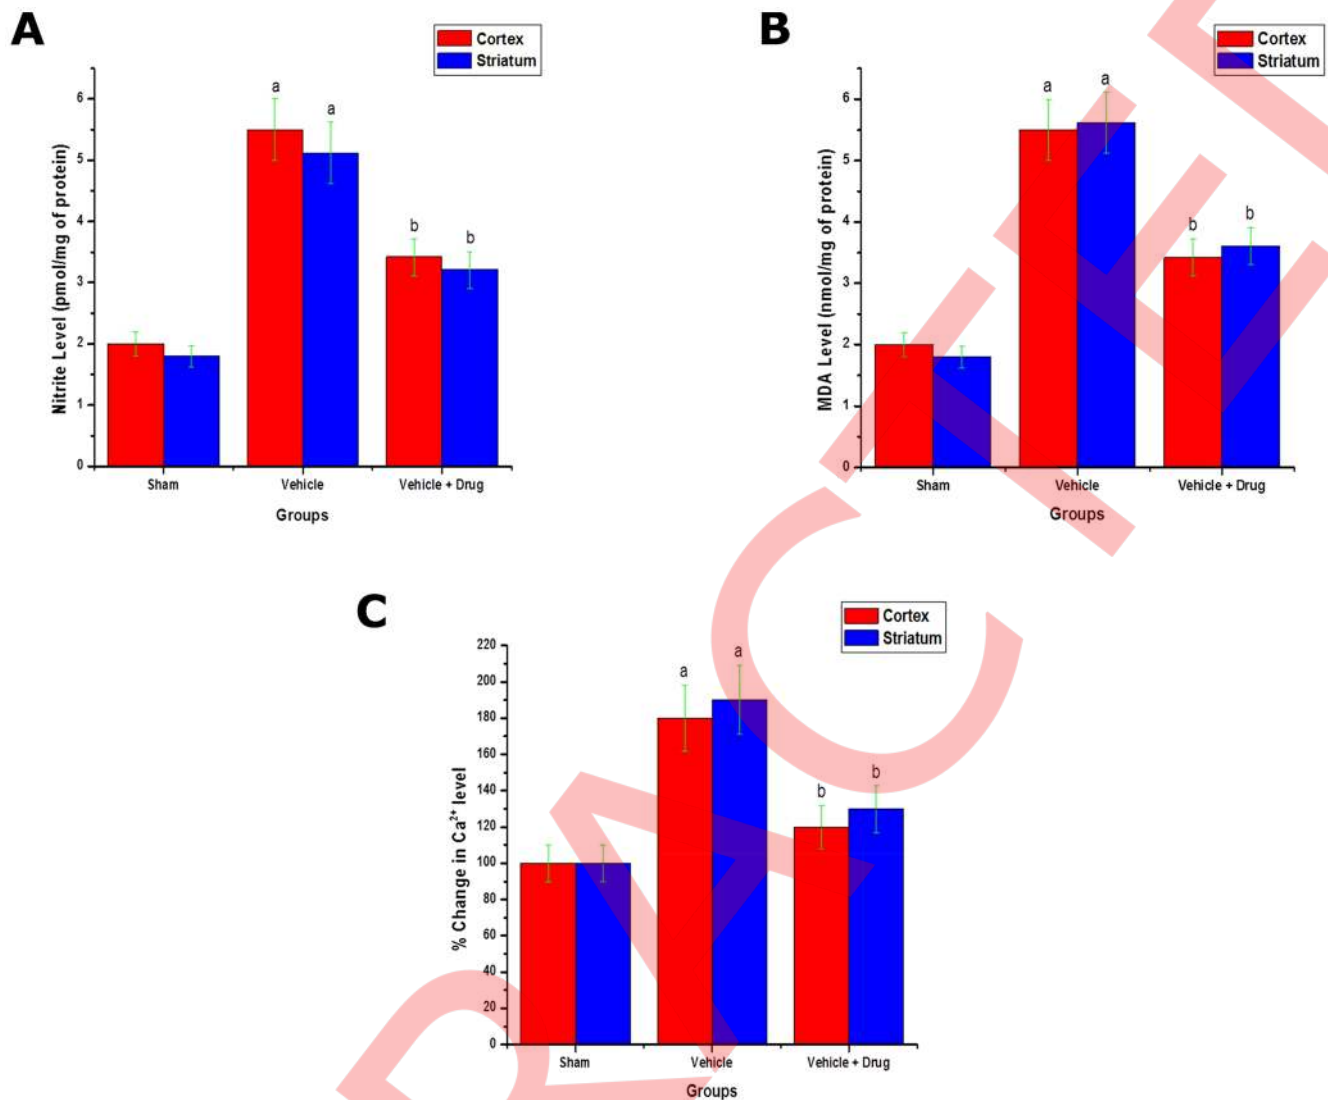 A
Cortex
Striatum
Nitrite Level (pmol/mg of protein)
6
5
4
3
2
1
0
a
a
b
b
Sham
Vehicle
Vehicle + Drug
Groups
B
Cortex
Striatum
MDA Level (nmol/mg of protein)
6
5
4
3
2
1
0
a
a
b
b
Sham
Vehicle
Vehicle + Drug
Groups
C
Cortex
Striatum
% Change in Ca²⁺ level
220
200
180
160
140
120
100
80
60
40
20
0
a
a
b
b
Sham
Vehicle
Vehicle + Drug
Groups